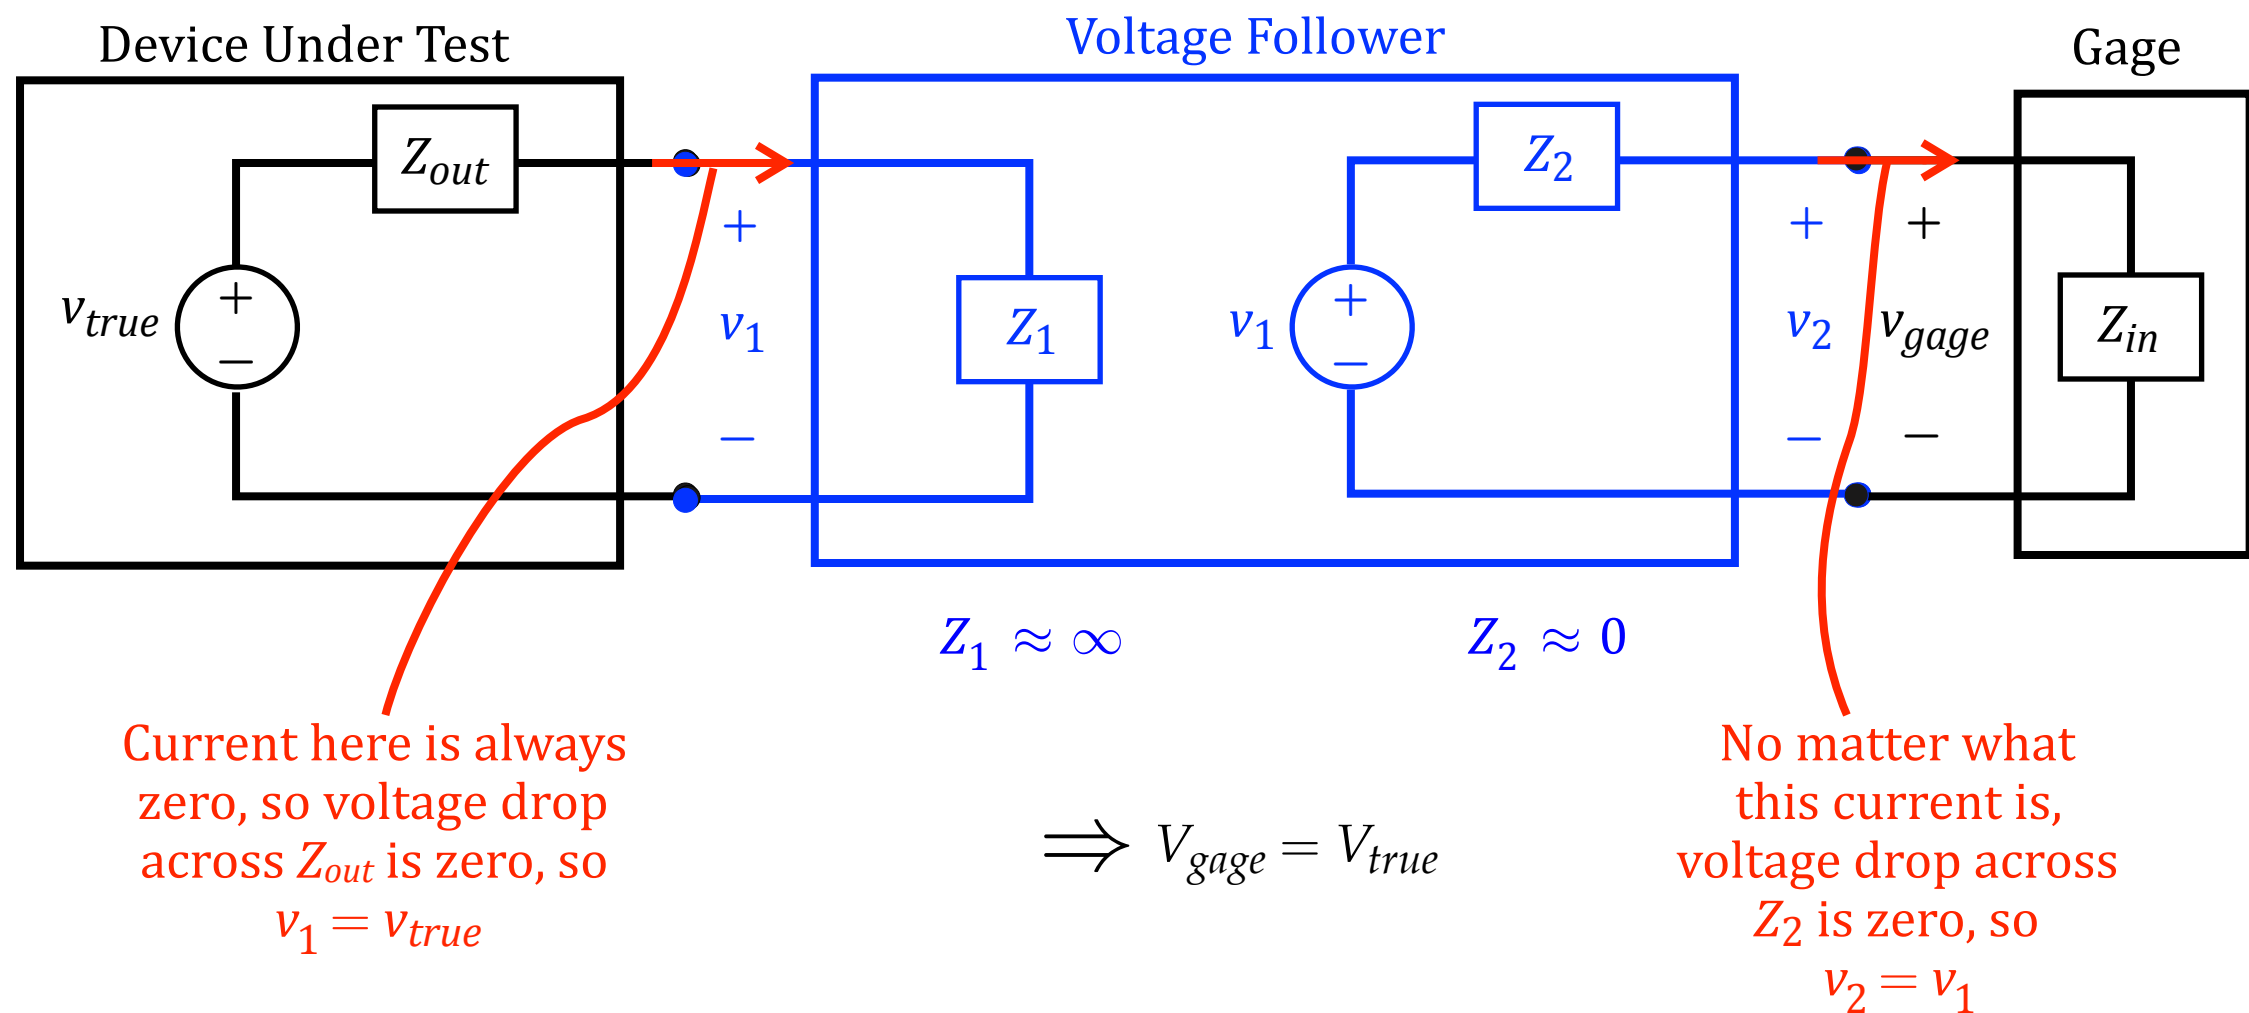 Device Under Test
Voltage Follower
Gage
Z_out
Z_2
+
+
+
v_true
+
−
v_1
Z_1
v_1
+
−
v_2
v_gage
Z_in
−
−
−
Z_1 ≈ ∞
Z_2 ≈ 0
Current here is always
zero, so voltage drop
across Z_out is zero, so
v_1 = v_true
⇒ V_gage = V_true
No matter what
this current is,
voltage drop across
Z_2 is zero, so
v_2 = v_1